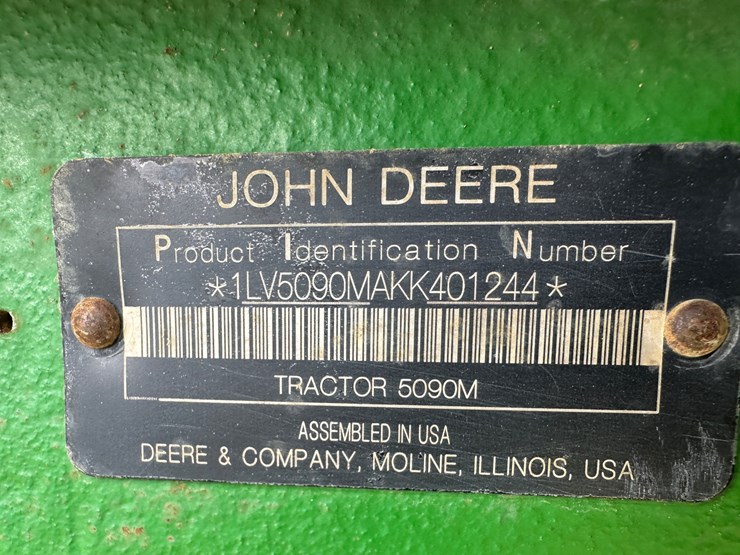 JOHN DEERE
Product Identification Number
*1LV5090MAKK401244*
TRACTOR 5090M
ASSEMBLED IN USA
DEERE & COMPANY, MOLINE, ILLINOIS, USA